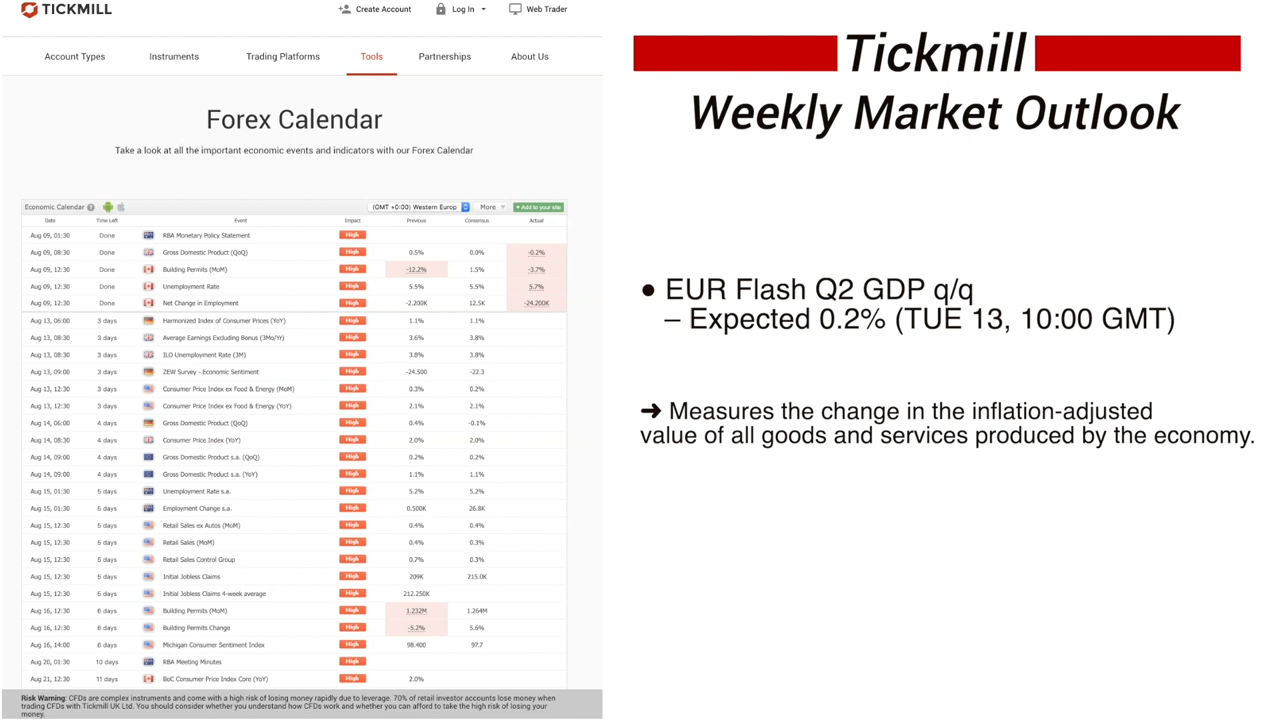 TICKMILL
Create Account Log In Web Trader
Account Types Instruments Trading Platforms Tools Partnerships About Us
Forex Calendar
Take a look at all the important economic events and indicators with our Forex Calendar
Economic Calendar ? (GMT +0:00) Western Europ More + Add to your site
Date Time Left Event Impact Previous Consensus Actual
Aug 09, 01:30 Done RBA Monetary Policy Statement High
Aug 09, 08:30 Done Gross Domestic Product (QoQ) High 0.5% 0.0% -0.2%
Aug 09, 12:30 Done Building Permits (MoM) High -12.2% 1.5% -3.7%
Aug 09, 12:30 Done Unemployment Rate High 5.5% 5.5% 5.7%
Aug 09, 12:30 Done Net Change in Employment High -2.200K 12.5K -24.200K
Aug 13, 06:00 3 days Harmonized Index of Consumer Prices (YoY) High 1.1% 1.1%
Aug 13, 08:30 3 days Average Earnings Excluding Bonus (3Mo/Yr) High 3.6% 3.8%
Aug 13, 08:30 3 days ILO Unemployment Rate (3M) High 3.8% 3.8%
Aug 13, 09:00 3 days ZEW Survey - Economic Sentiment High -24.500 -22.3
Aug 13, 12:30 3 days Consumer Price Index ex Food & Energy (MoM) High 0.3% 0.2%
Aug 13, 12:30 3 days Consumer Price Index ex Food & Energy (YoY) High 2.1% 2.1%
Aug 14, 06:00 4 days Gross Domestic Product (QoQ) High 0.4% -0.1%
Aug 14, 08:30 4 days Consumer Price Index (YoY) High 2.0% 2.0%
Aug 14, 09:00 4 days Gross Domestic Product s.a. (QoQ) High 0.2% 0.2%
Aug 14, 09:00 4 days Gross Domestic Product s.a. (YoY) High 1.1% 1.1%
Aug 15, 01:30 5 days Unemployment Rate s.a. High 5.2% 5.2%
Aug 15, 01:30 5 days Employment Change s.a. High 0.500K 26.8K
Aug 15, 12:30 5 days Retail Sales ex Autos (MoM) High 0.4% 0.4%
Aug 15, 12:30 5 days Retail Sales (MoM) High 0.4% 0.3%
Aug 15, 12:30 5 days Retail Sales Control Group High 0.7% 0.3%
Aug 15, 12:30 5 days Initial Jobless Claims High 209K 215.0K
Aug 15, 12:30 5 days Initial Jobless Claims 4-week average High 212.250K
Aug 16, 12:30 6 days Building Permits (MoM) High 1.232M 1.264M
Aug 16, 12:30 6 days Building Permits Change High -5.2% 5.6%
Aug 16, 14:00 6 days Michigan Consumer Sentiment Index High 98.400 97.7
Aug 20, 01:30 10 days RBA Meeting Minutes High
Aug 21, 12:30 11 days BoC Consumer Price Index Core (YoY) High 2.0%
Risk Warning: CFDs are complex instruments and come with a high risk of losing money rapidly due to leverage. 70% of retail investor accounts lose money when
trading CFDs with Tickmill UK Ltd. You should consider whether you understand how CFDs work and whether you can afford to take the high risk of losing your
money.
Tickmill
Weekly Market Outlook
● EUR Flash Q2 GDP q/q
– Expected 0.2% (TUE 13, 10:00 GMT)
➜ Measures the change in the inflation-adjusted
value of all goods and services produced by the economy.